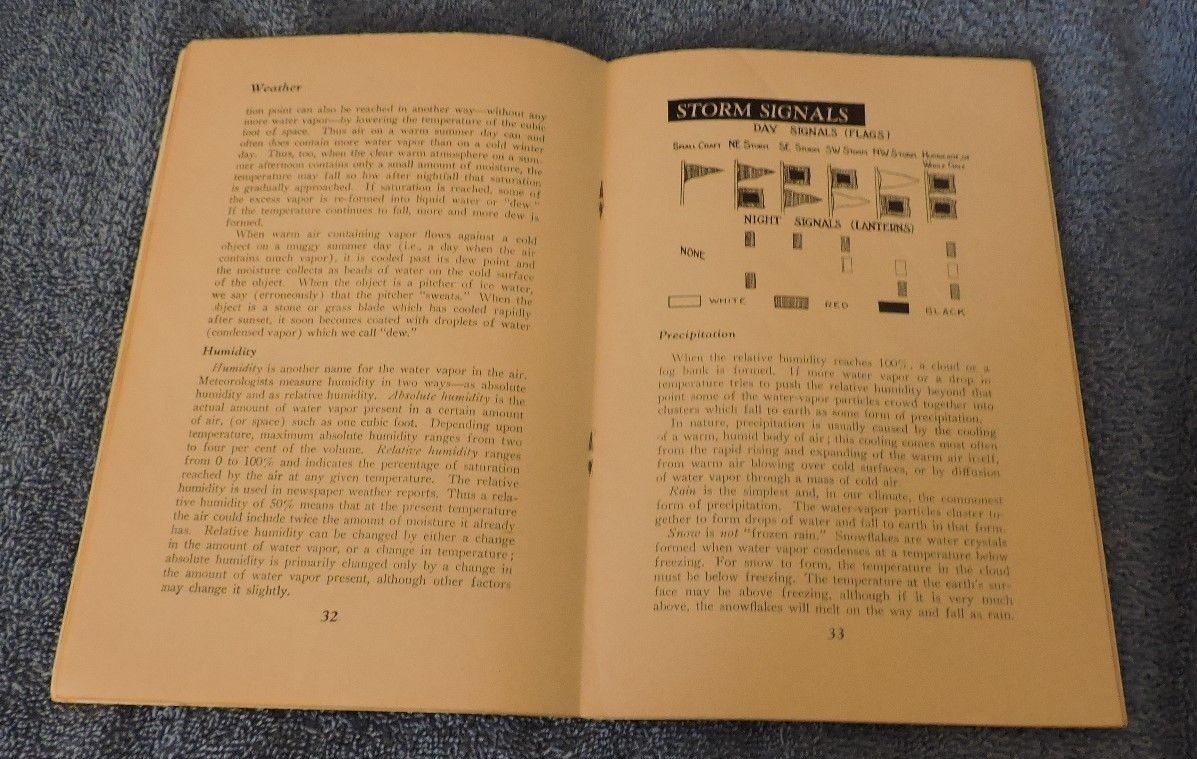 Weather
tion point can also be reached in another way—without any
more water vapor—by lowering the temperature of the cubic
foot of space. Thus air on a warm summer day can and
often does contain more water vapor than on a cold winter
day. Thus, too, when the clear warm atmosphere on a sum-
mer afternoon contains only a small amount of moisture, the
temperature may fall so low after nightfall that saturation
is gradually approached. If saturation is reached, some of
the excess vapor is re-formed into liquid water or "dew."
If the temperature continues to fall, more and more dew is
formed.
When warm air containing vapor flows against a cold
object on a muggy summer day (i.e., a day when the air
contains much vapor), it is cooled past its dew point and
the moisture collects as beads of water on the cold surface
of the object. When the object is a pitcher of ice water,
we say (erroneously) that the pitcher "sweats." When the
object is a stone or grass blade which has cooled rapidly
after sunset, it soon becomes coated with droplets of water
(condensed vapor) which we call "dew."
Humidity
Humidity is another name for the water vapor in the air.
Meteorologists measure humidity in two ways—as absolute
humidity and as relative humidity. Absolute humidity is the
actual amount of water vapor present in a certain amount
of air, (or space) such as one cubic foot. Depending upon
temperature, maximum absolute humidity ranges from two
to four per cent of the volume. Relative humidity ranges
from 0 to 100% and indicates the percentage of saturation
reached by the air at any given temperature. The relative
humidity is used in newspaper weather reports. Thus a rela-
tive humidity of 50% means that at the present temperature
the air could include twice the amount of moisture it already
has. Relative humidity can be changed by either a change
in the amount of water vapor, or a change in temperature;
absolute humidity is primarily changed only by a change in
the amount of water vapor present, although other factors
may change it slightly.
32
STORM SIGNALS
DAY SIGNALS (FLAGS)
SMALL CRAFT NE STORM SE STORM SW STORM NW STORM HURRICANE OR
WHOLE GALE
NIGHT SIGNALS (LANTERNS)
NONE
WHITE RED BLACK
Precipitation
When the relative humidity reaches 100%, a cloud or a
fog bank is formed. If more water vapor or a drop in
temperature tries to push the relative humidity beyond that
point some of the water-vapor particles crowd together into
clusters which fall to earth as some form of precipitation.
In nature, precipitation is usually caused by the cooling
of a warm, humid body of air; this cooling comes most often
from the rapid rising and expanding of the warm air itself,
from warm air blowing over cold surfaces, or by diffusion
of water vapor through a mass of cold air
Rain is the simplest and, in our climate, the commonest
form of precipitation. The water-vapor particles cluster to-
gether to form drops of water and fall to earth in that form.
Snow is not "frozen rain." Snowflakes are water crystals
formed when water vapor condenses at a temperature below
freezing. For snow to form, the temperature in the cloud
must be below freezing. The temperature at the earth's sur-
face may be above freezing, although if it is very much
above, the snowflakes will melt on the way and fall as rain.
33